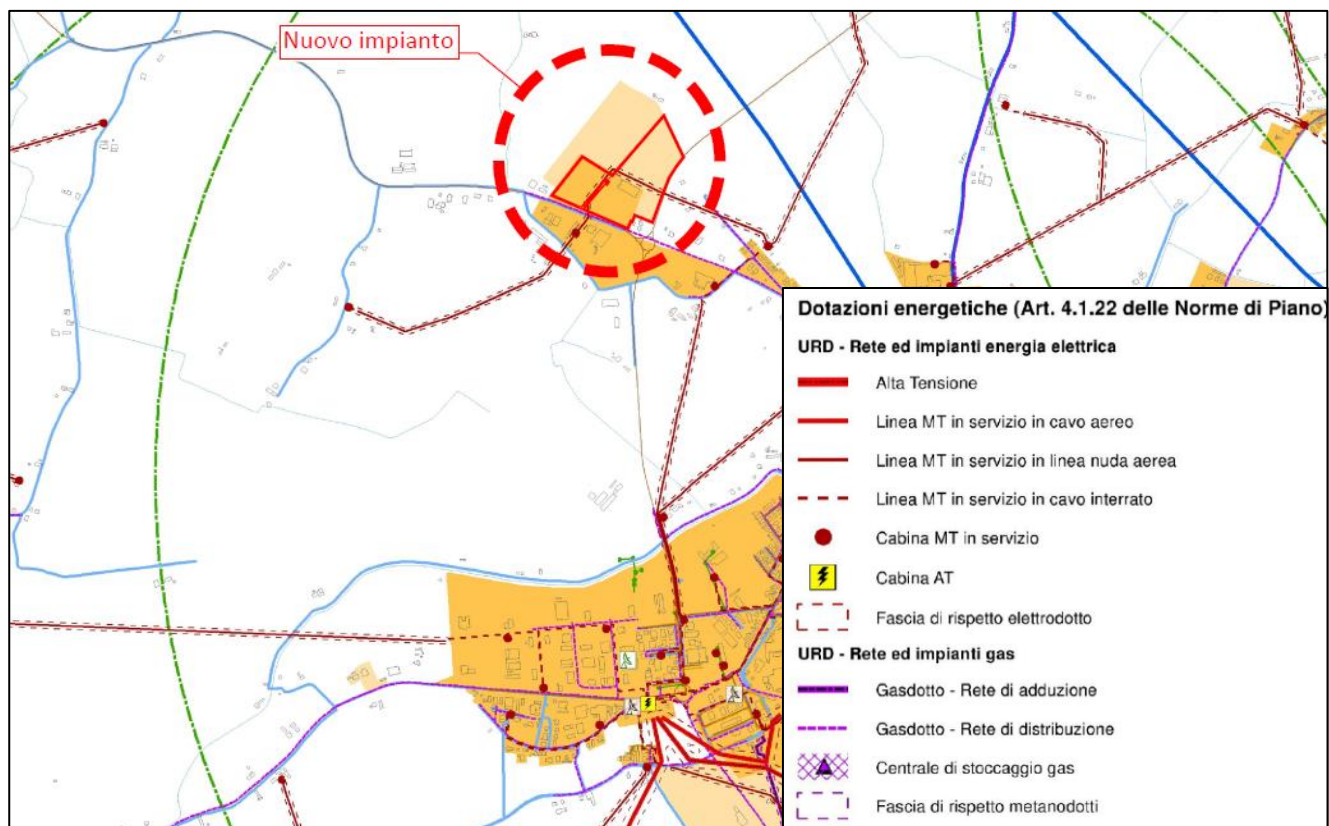 Nuovo impianto
Dotazioni energetiche (Art. 4.1.22 delle Norme di Piano)
URD - Rete ed impianti energia elettrica
Alta Tensione
Linea MT in servizio in cavo aereo
Linea MT in servizio in linea nuda aerea
Linea MT in servizio in cavo interrato
Cabina MT in servizio
Cabina AT
Fascia di rispetto elettrodotto
URD - Rete ed impianti gas
Gasdotto - Rete di adduzione
Gasdotto - Rete di distribuzione
Centrale di stoccaggio gas
Fascia di rispetto metanodotti